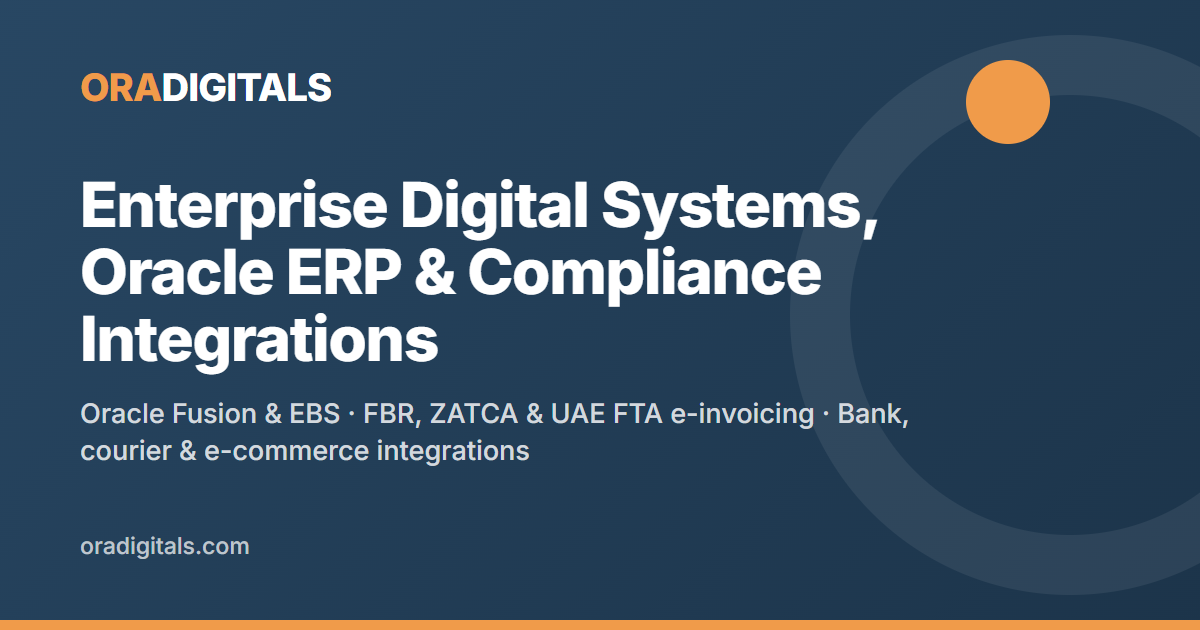 ORADIGITALS
Enterprise Digital Systems,
Oracle ERP & Compliance
Integrations
Oracle Fusion & EBS · FBR, ZATCA & UAE FTA e-invoicing · Bank,
courier & e-commerce integrations
oradigitals.com